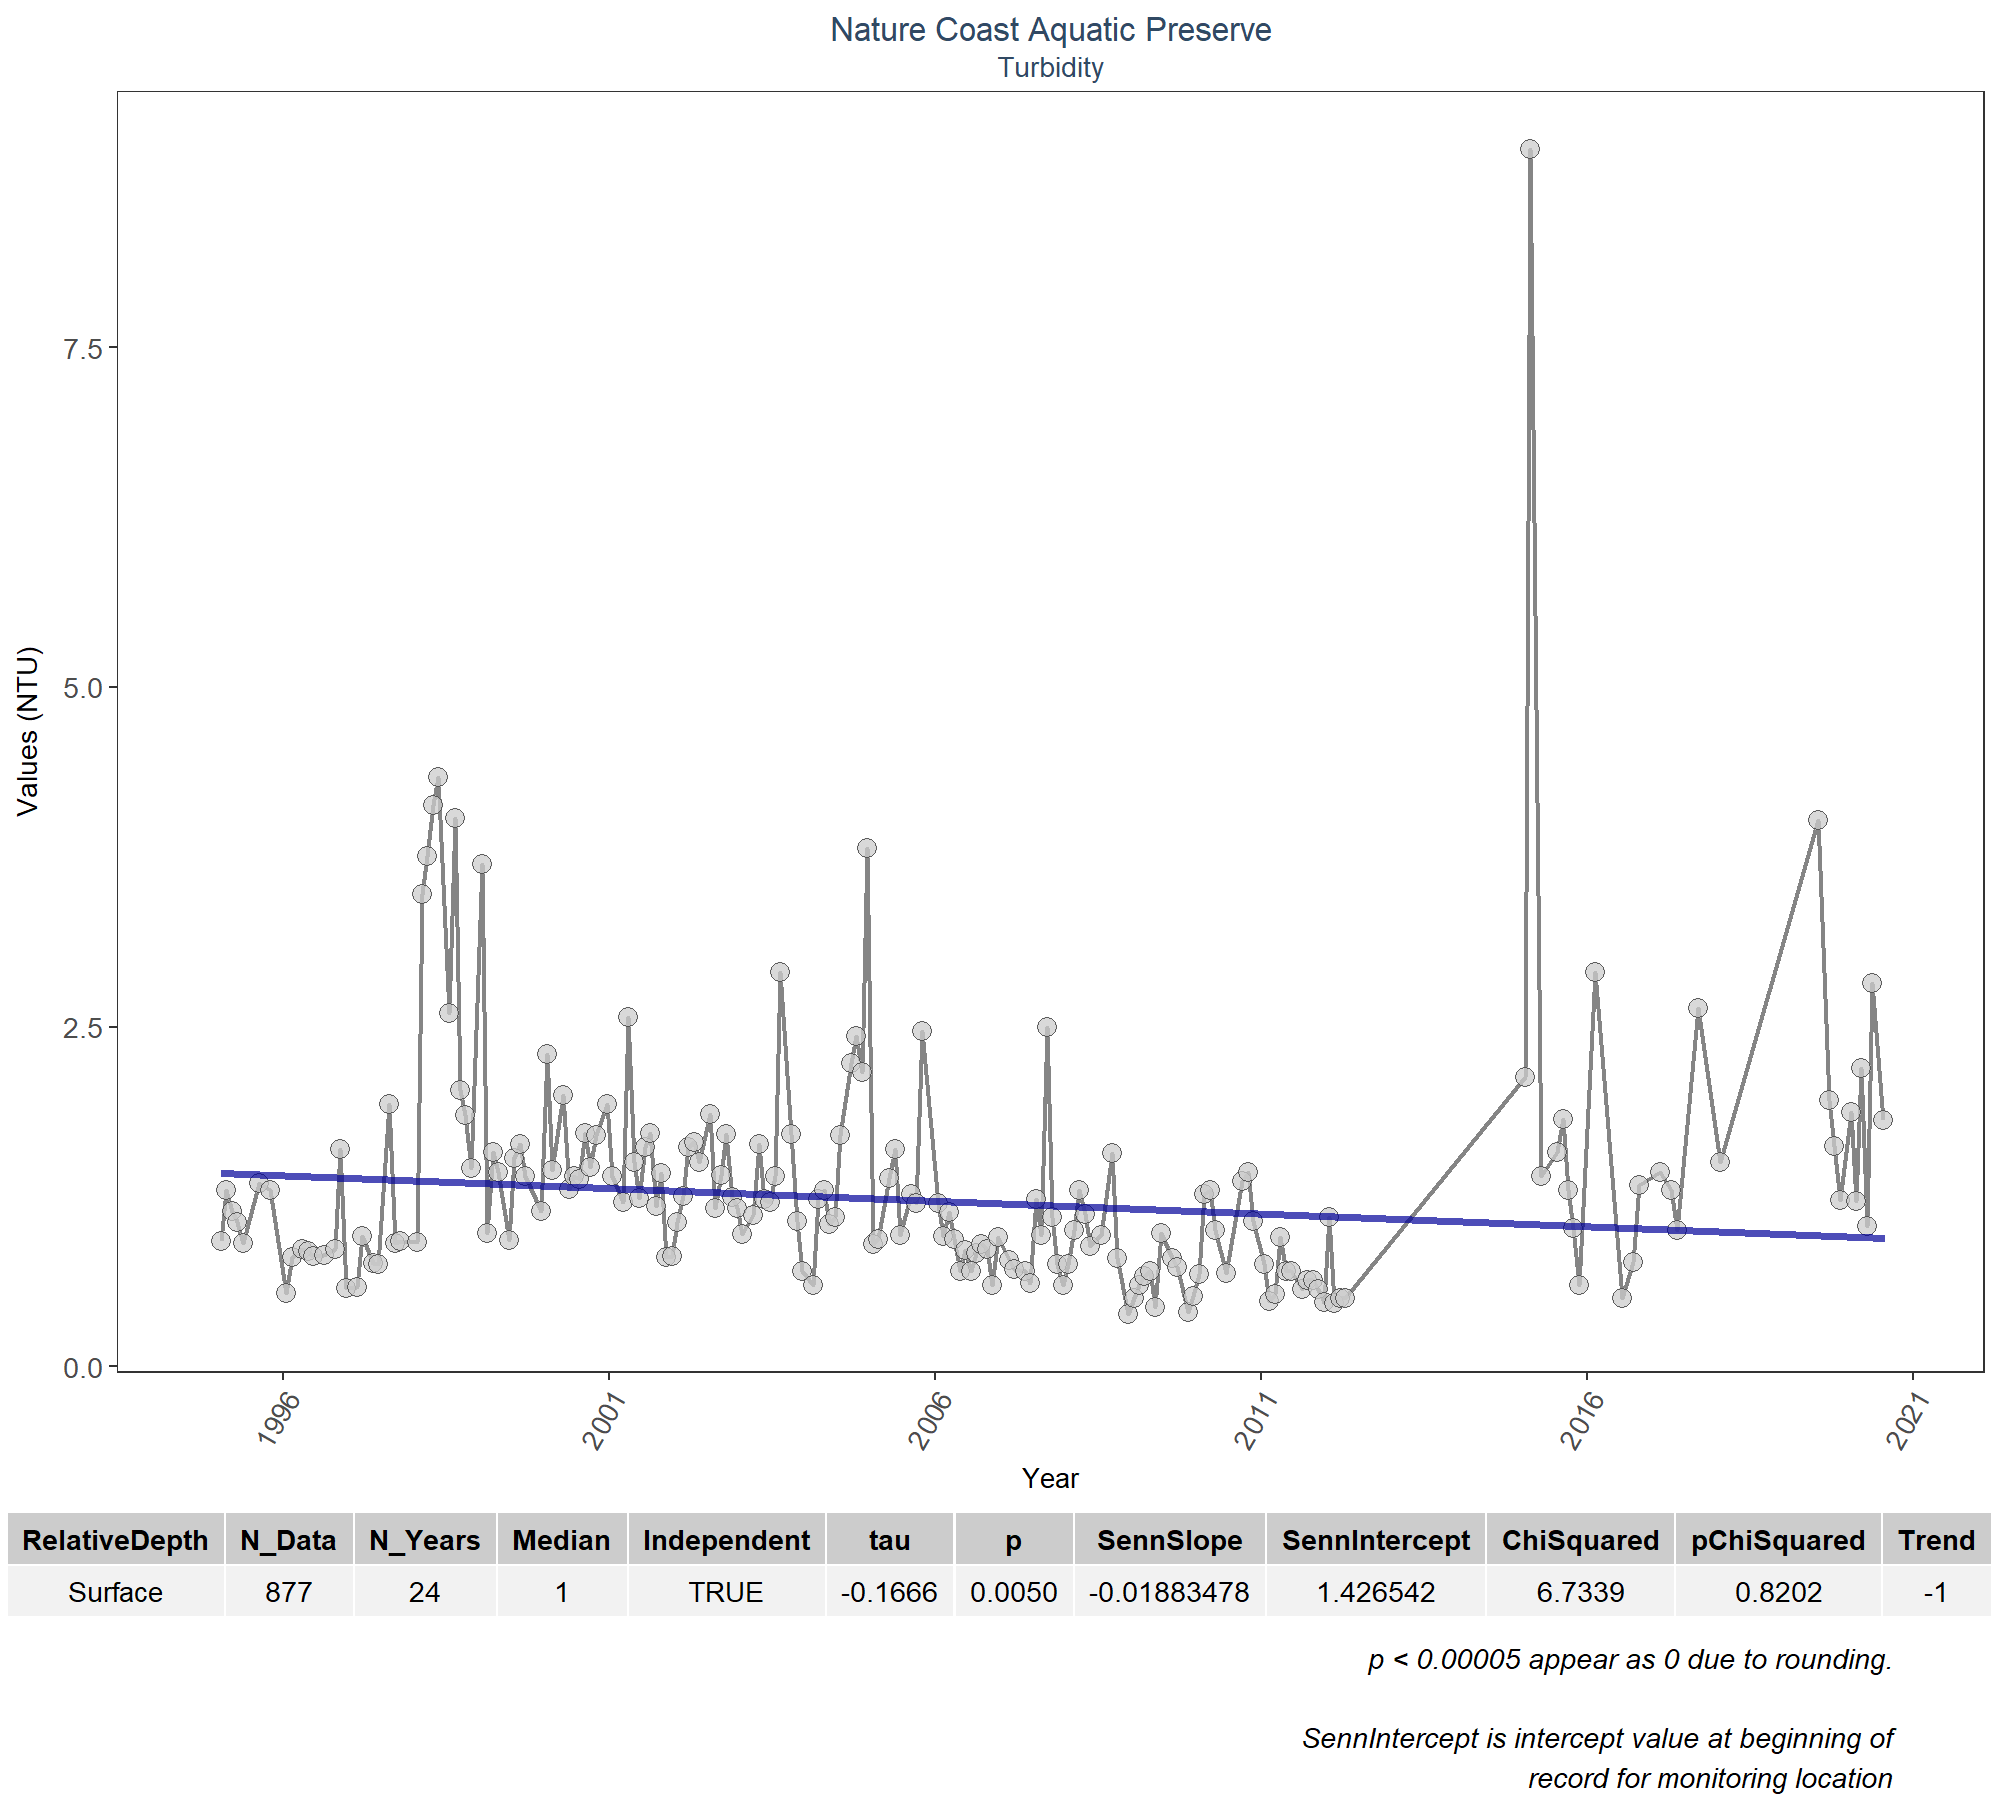 Nature Coast Aquatic Preserve
Turbidity
Values (NTU)
7.5
5.0
2.5
0.0
1996 2001 2006 2011 2016 2021
Year
RelativeDepth N_Data N_Years Median Independent tau p SennSlope SennIntercept ChiSquared pChiSquared Trend
Surface 877 24 1 TRUE -0.1666 0.0050 -0.01883478 1.426542 6.7339 0.8202 -1
p < 0.00005 appear as 0 due to rounding.
SennIntercept is intercept value at beginning of
record for monitoring location